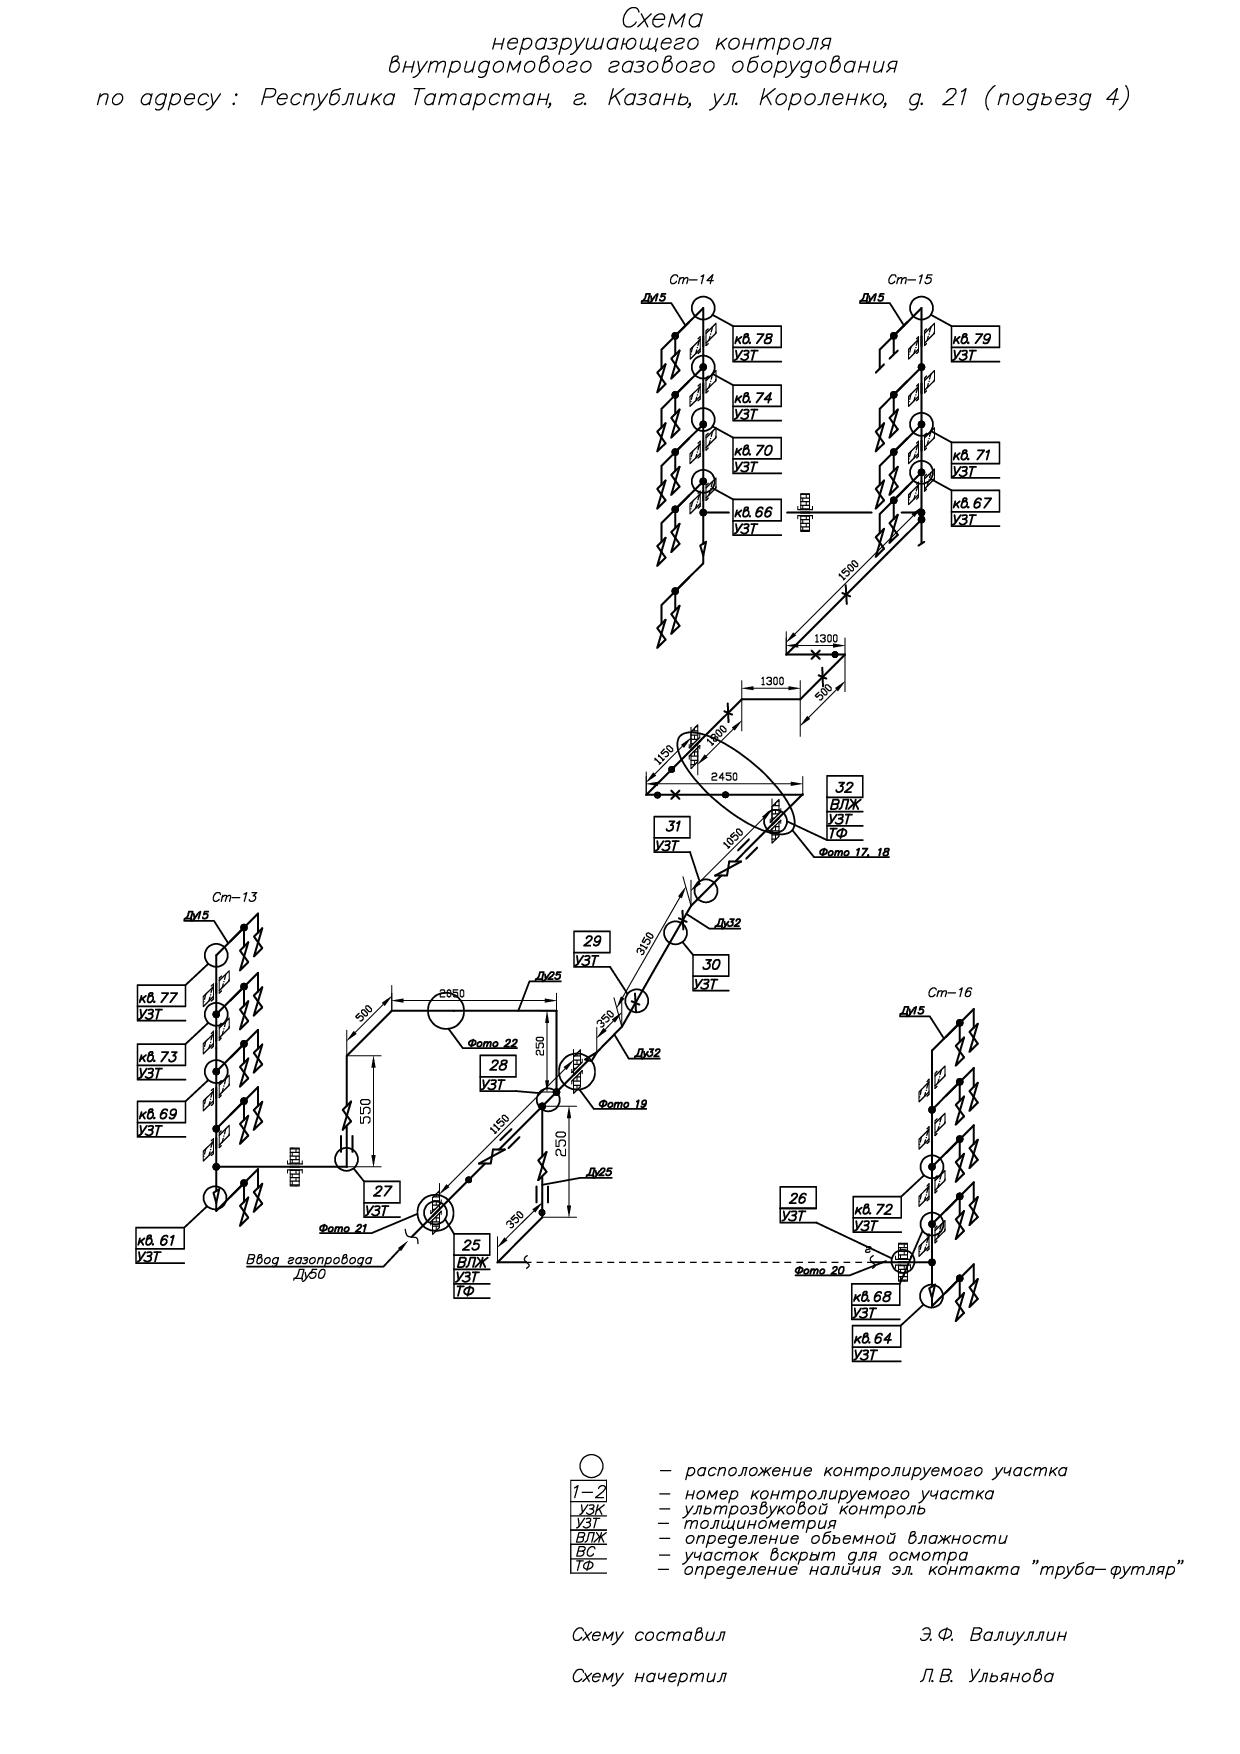 Схема
неразрушающего контроля
внутридомового газового оборудования
по адресу : Республика Татарстан, г. Казань, ул. Короленко, д. 21 (подъезд 4)
Ст-14
Ст-15
Ду15
Ду15
кв. 78
УЗТ
кв. 79
УЗТ
кв. 74
УЗТ
кв. 70
УЗТ
кв. 71
УЗТ
кв. 66
УЗТ
кв. 67
УЗТ
1500
1300
1300
500
1150
2450
32
ВЛЖ
УЗТ
ТФ
31
УЗТ
1050
Фото 17, 18
Ст-13
Ду15
Ду32
3150
29
УЗТ
30
УЗТ
Ду25
2050
500
кв. 77
УЗТ
Ст-16
Ду15
350
250
Фото 22
Ду32
кв. 73
УЗТ
28
УЗТ
550
Фото 19
кв. 69
УЗТ
1150
250
Ду25
27
УЗТ
26
УЗТ
кв. 72
УЗТ
350
Фото 21
кв. 61
УЗТ
25
ВЛЖ
УЗТ
ТФ
Ввод газопровода
Ду50
г
Фото 20
кв. 68
УЗТ
кв. 64
УЗТ
– расположение контролируемого участка
1-2 – номер контролируемого участка
УЗК – ультрозвуковой контроль
УЗТ – толщинометрия
ВЛЖ – определение объемной влажности
ВС – участок вскрыт для осмотра
ТФ – определение наличия эл. контакта "труба-футляр"
Схему составил Э.Ф. Валиуллин
Схему начертил Л.В. Ульянова